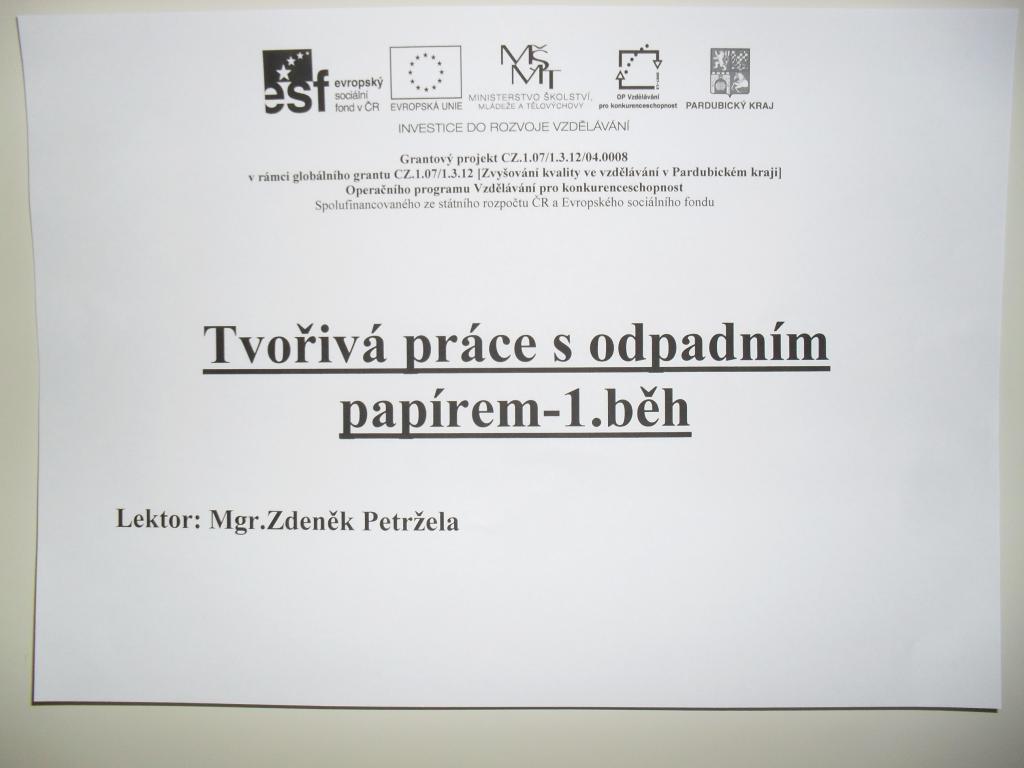 esf evropský sociální fond v ČR
EVROPSKÁ UNIE
MŠMT
MINISTERSTVO ŠKOLSTVÍ,
MLÁDEŽE A TĚLOVÝCHOVY
OP Vzdělávání
pro konkurenceschopnost
PARDUBICKÝ KRAJ
INVESTICE DO ROZVOJE VZDĚLÁVÁNÍ
Grantový projekt CZ.1.07/1.3.12/04.0008
v rámci globálního grantu CZ.1.07/1.3.12 [Zvyšování kvality ve vzdělávání v Pardubickém kraji]
Operačního programu Vzdělávání pro konkurenceschopnost
Spolufinancovaného ze státního rozpočtu ČR a Evropského sociálního fondu
Tvořivá práce s odpadním
papírem-1.běh
Lektor: Mgr.Zdeněk Petržela